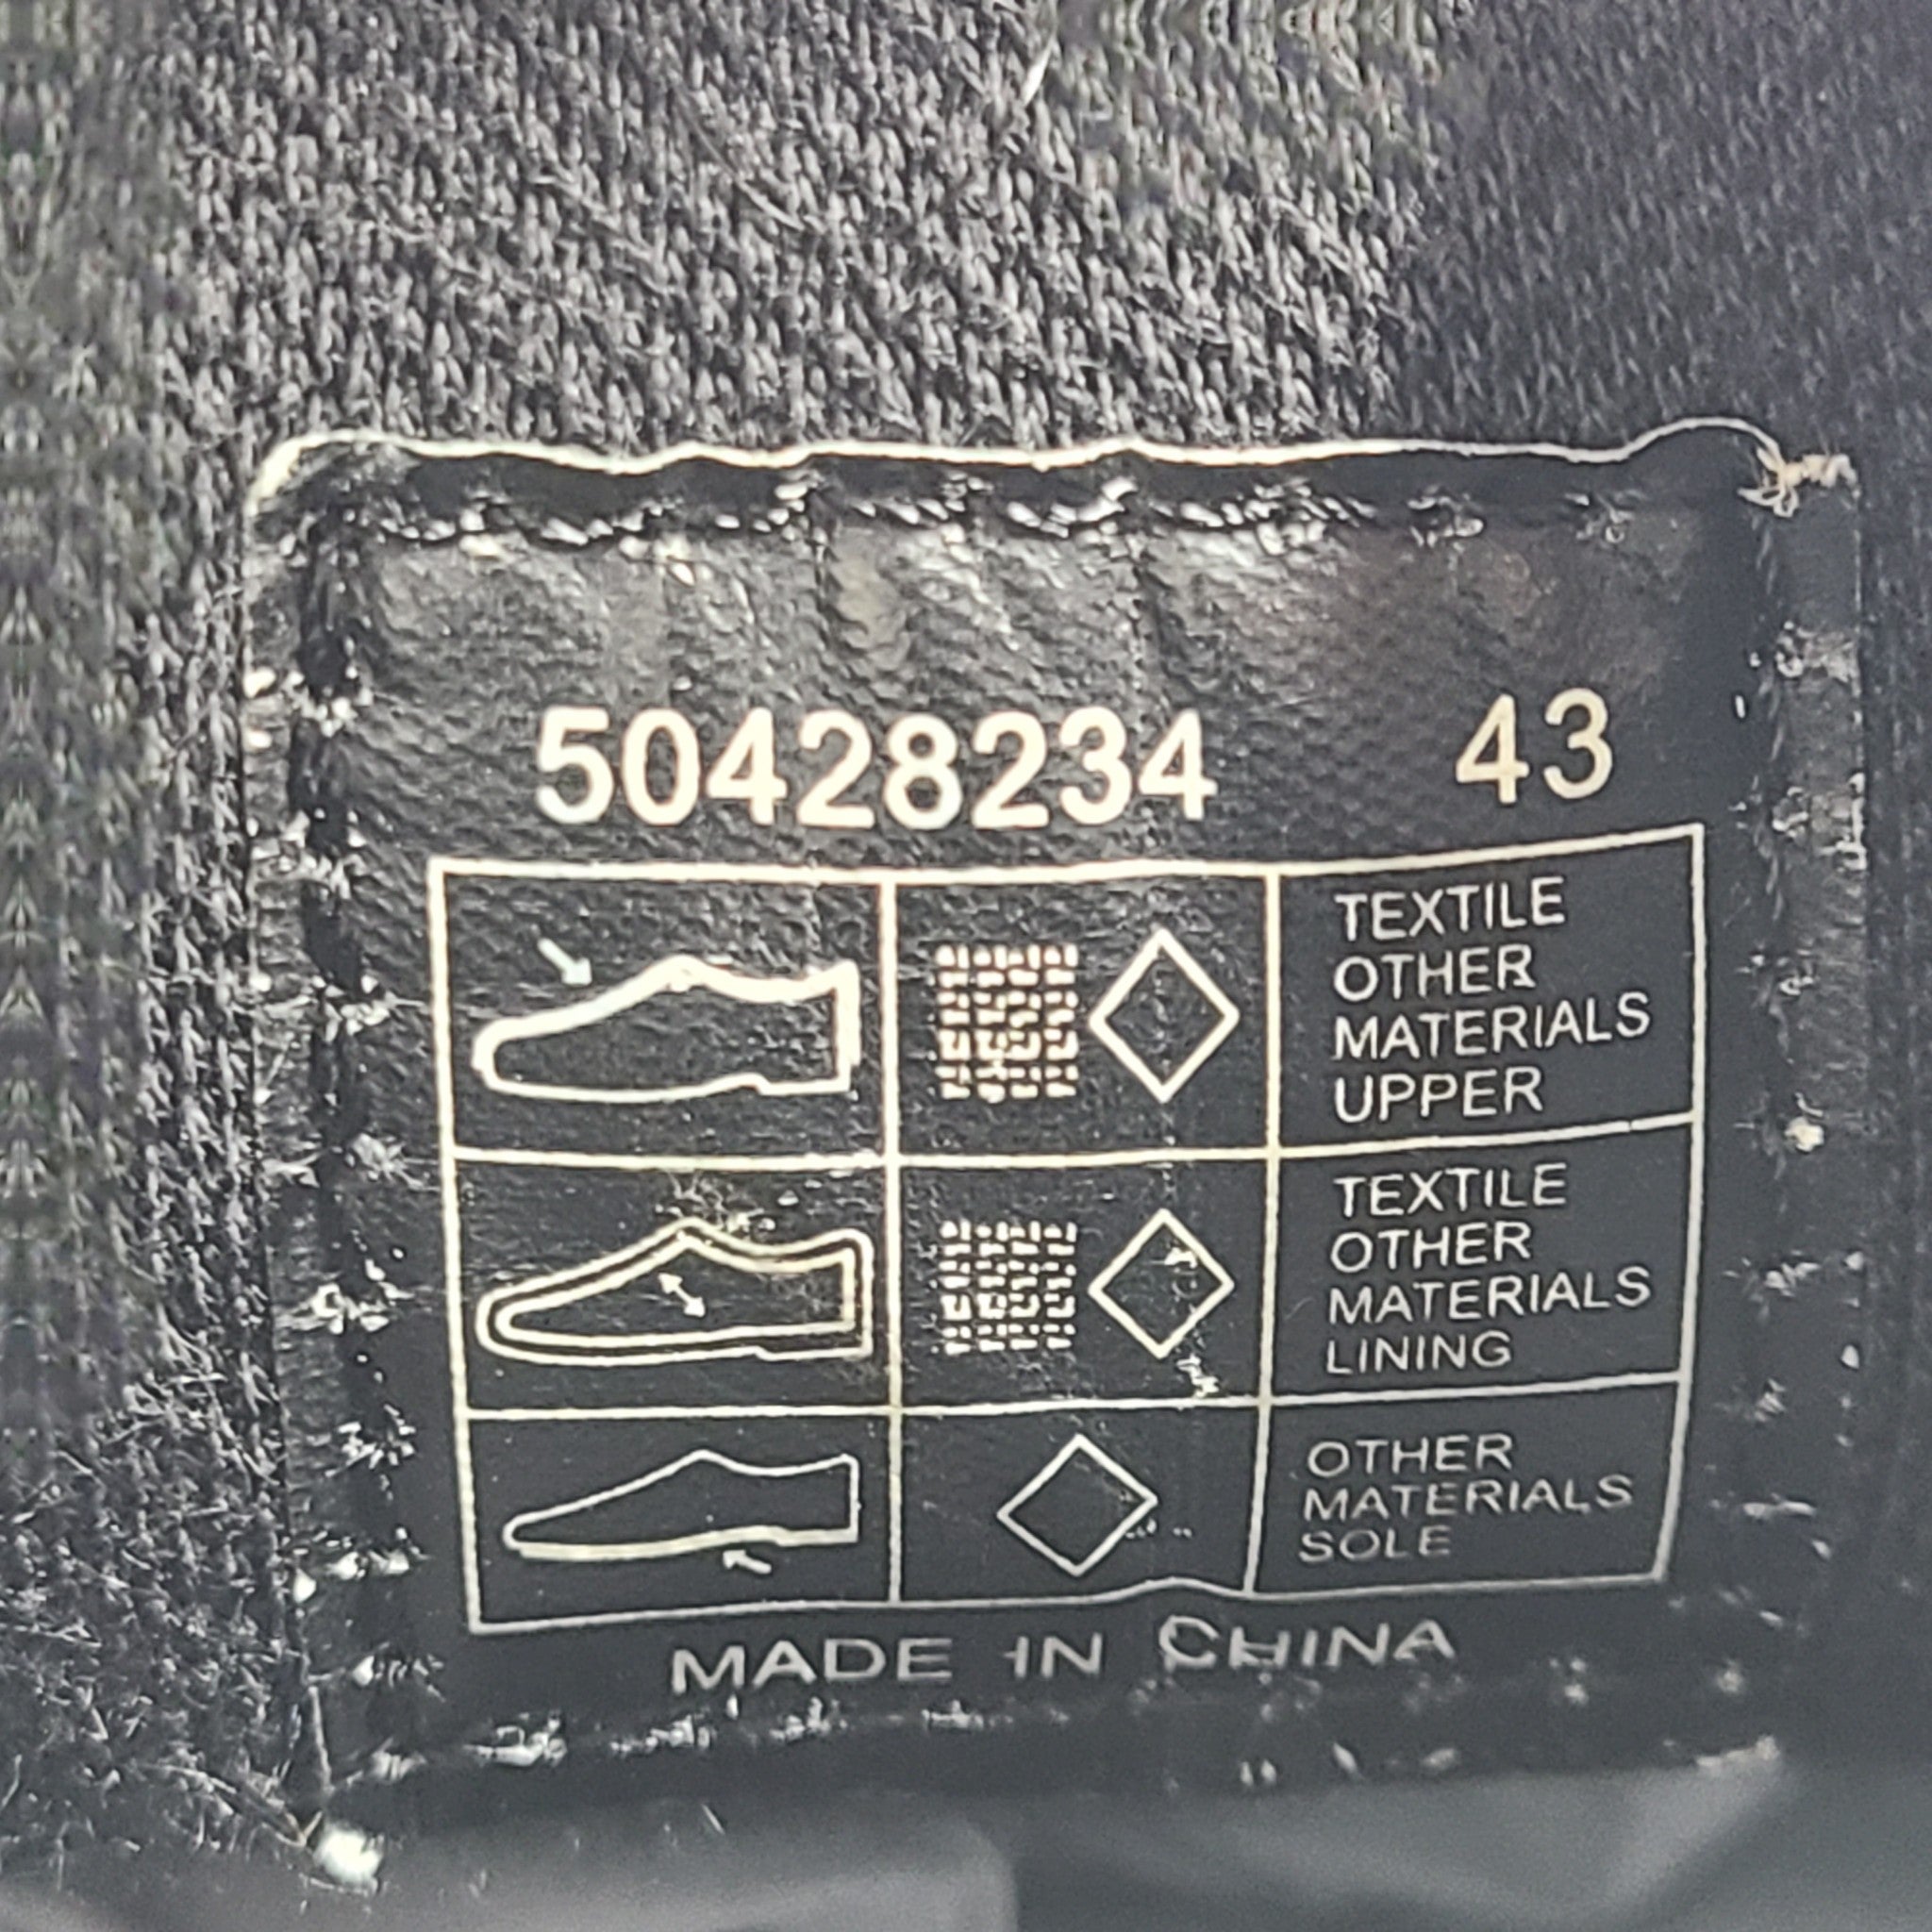 50428234 43
TEXTILE
OTHER
MATERIALS
UPPER
TEXTILE
OTHER
MATERIALS
LINING
OTHER
MATERIALS
SOLE
MADE IN CHINA